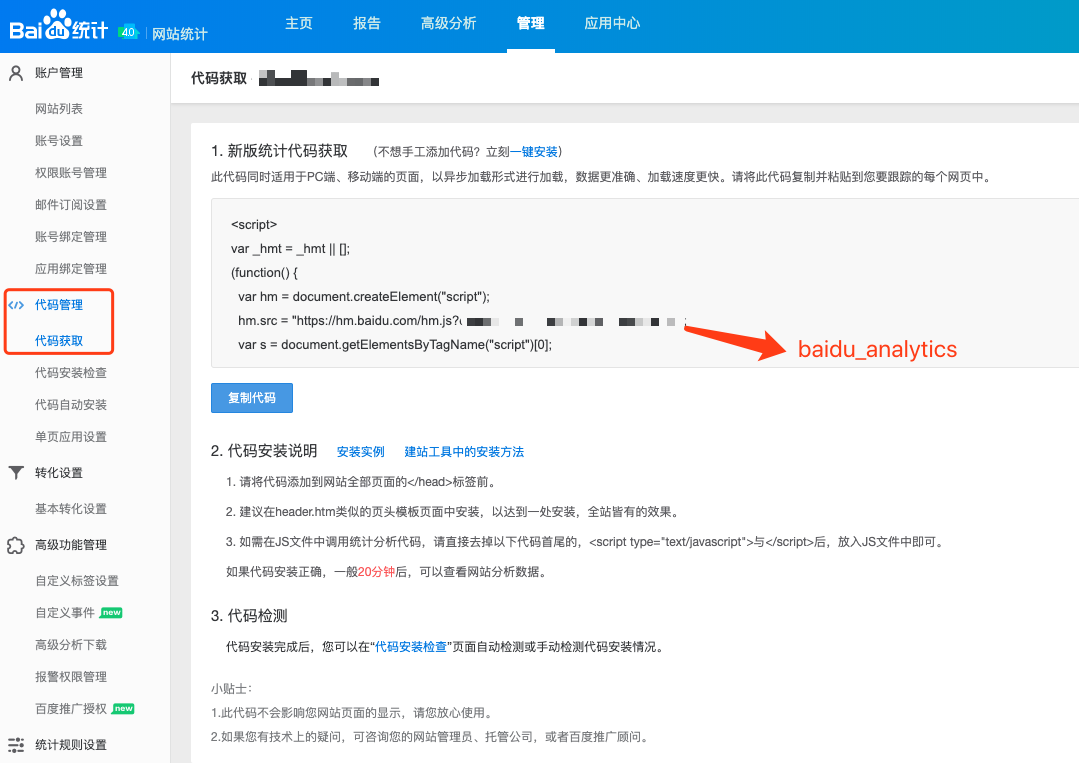 Bai du 统计 4.0 网站统计
主页 报告 高级分析 管理 应用中心
账户管理
网站列表
账号设置
权限账号管理
邮件订阅设置
账号绑定管理
应用绑定管理
</> 代码管理
代码获取
代码安装检查
代码自动安装
单页应用设置
转化设置
基本转化设置
高级功能管理
自定义标签设置
自定义事件 new
高级分析下载
报警权限管理
百度推广授权 new
统计规则设置
代码获取
1. 新版统计代码获取 （不想手工添加代码？立刻一键安装）
此代码同时适用于PC端、移动端的页面，以异步加载形式进行加载，数据更准确、加载速度更快。请将此代码复制并粘贴到您要跟踪的每个网页中。
<script>
var _hmt = _hmt || [];
(function() {
var hm = document.createElement("script");
hm.src = "https://hm.baidu.com/hm.js?
var s = document.getElementsByTagName("script")[0];
baidu_analytics
复制代码
2. 代码安装说明 安装实例 建站工具中的安装方法
1. 请将代码添加到网站全部页面的</head>标签前。
2. 建议在header.htm类似的页头模板页面中安装，以达到一处安装，全站皆有的效果。
3. 如需在JS文件中调用统计分析代码，请直接去掉以下代码首尾的，<script type="text/javascript">与</script>后，放入JS文件中即可。
如果代码安装正确，一般20分钟后，可以查看网站分析数据。
3. 代码检测
代码安装完成后，您可以在“代码安装检查”页面自动检测或手动检测代码安装情况。
小贴士：
1.此代码不会影响您网站页面的显示，请您放心使用。
2.如果您有技术上的疑问，可咨询您的网站管理员、托管公司，或者百度推广顾问。